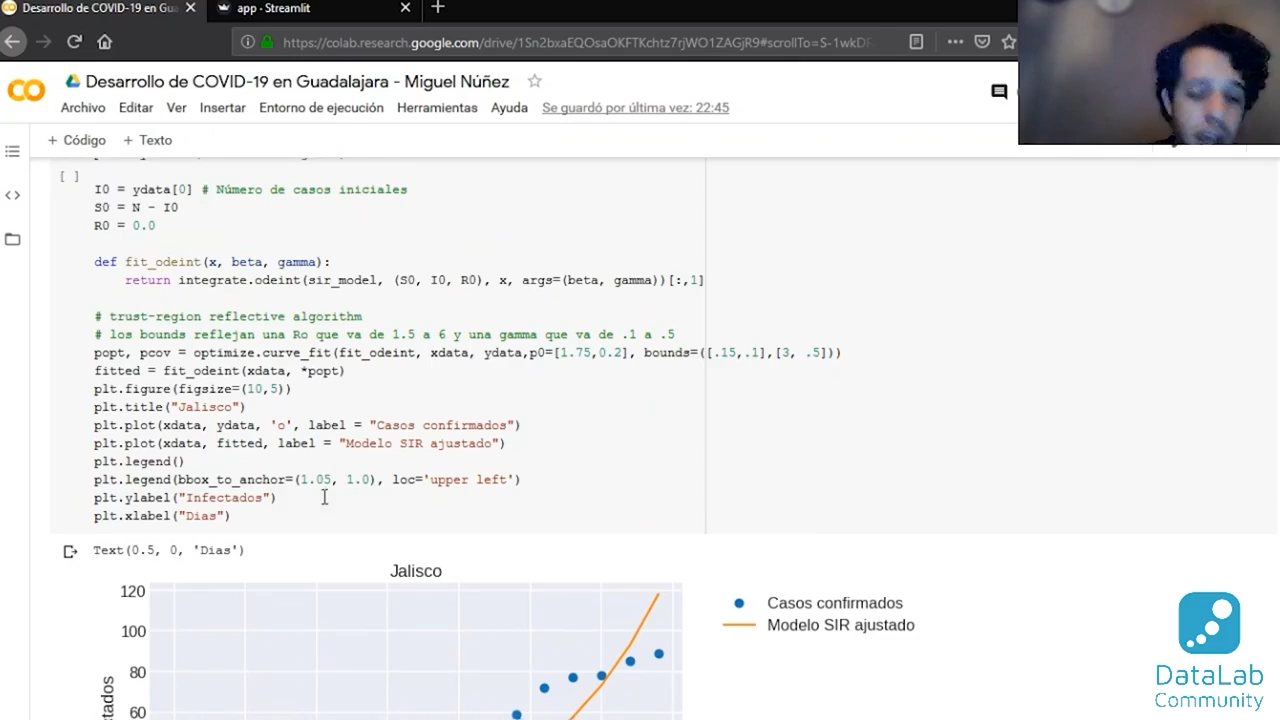 Desarrollo de COVID-19 en Gua
app - Streamlit
https://colab.research.google.com/drive/1Sn2bxaEQOsaOKFTKchtz7rjWO1ZAGjR9#scrollTo=S-1wkD
Desarrollo de COVID-19 en Guadalajara - Miguel Núñez
Archivo Editar Ver Insertar Entorno de ejecución Herramientas Ayuda Se guardó por última vez: 22:45
+ Código + Texto
[ ]
I0 = ydata[0] # Número de casos iniciales
S0 = N - I0
R0 = 0.0
def fit_odeint(x, beta, gamma):
return integrate.odeint(sir_model, (S0, I0, R0), x, args=(beta, gamma))[:,1]
# trust-region reflective algorithm
# los bounds reflejan una Ro que va de 1.5 a 6 y una gamma que va de .1 a .5
popt, pcov = optimize.curve_fit(fit_odeint, xdata, ydata,p0=[1.75,0.2], bounds=([.15,.1],[3, .5]))
fitted = fit_odeint(xdata, *popt)
plt.figure(figsize=(10,5))
plt.title("Jalisco")
plt.plot(xdata, ydata, 'o', label = "Casos confirmados")
plt.plot(xdata, fitted, label = "Modelo SIR ajustado")
plt.legend()
plt.legend(bbox_to_anchor=(1.05, 1.0), loc='upper left')
plt.ylabel("Infectados")
plt.xlabel("Dias")
Text(0.5, 0, 'Dias')
Jalisco
120
100
80
60
ctados
Casos confirmados
Modelo SIR ajustado
DataLab
Community